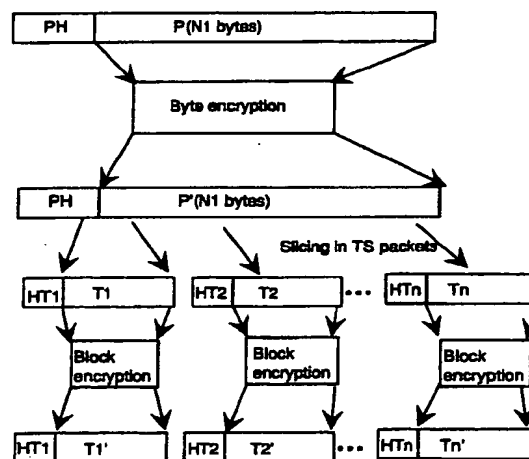 PH P(N1 bytes)
Byte encryption
PH P'(N1 bytes)
Slicing in TS packets
HT1 T1 HT2 T2 ... HTn Tn
Block encryption Block encryption Block encryption
HT1 T1' HT2 T2' ... HTn Tn'